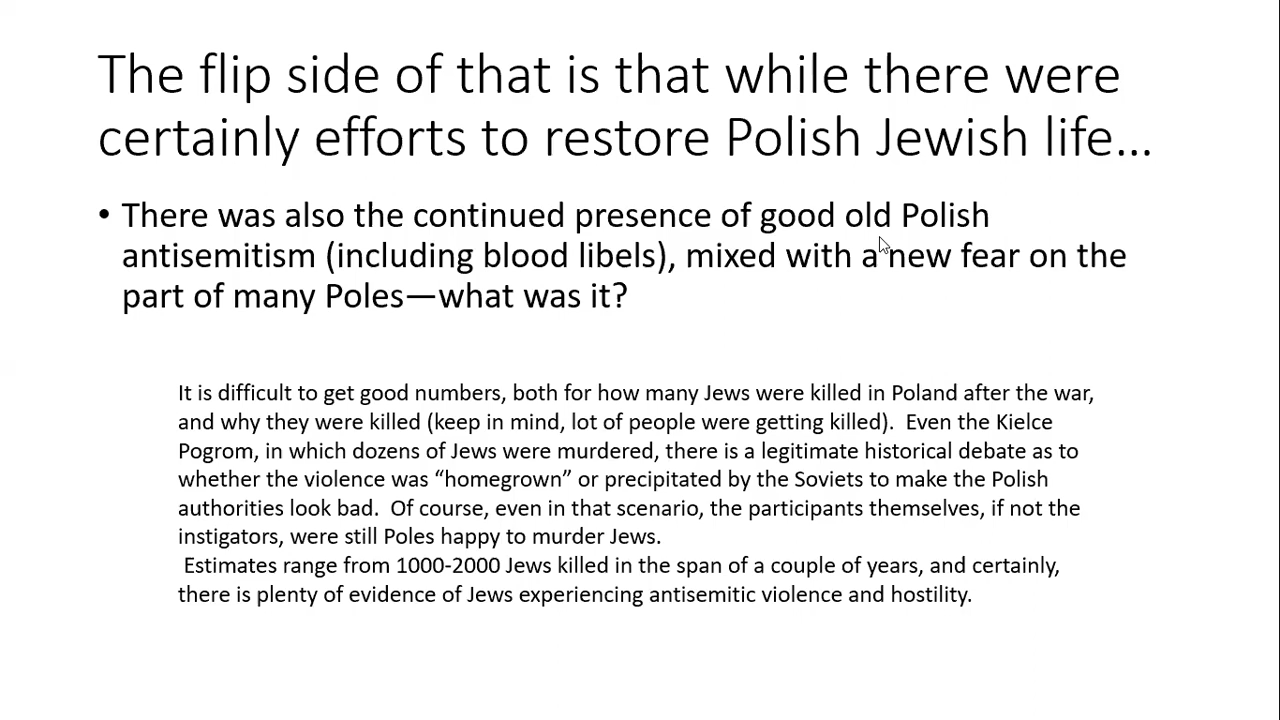 The flip side of that is that while there were
certainly efforts to restore Polish Jewish life…
• There was also the continued presence of good old Polish
antisemitism (including blood libels), mixed with a new fear on the
part of many Poles—what was it?
It is difficult to get good numbers, both for how many Jews were killed in Poland after the war,
and why they were killed (keep in mind, lot of people were getting killed).  Even the Kielce
Pogrom, in which dozens of Jews were murdered, there is a legitimate historical debate as to
whether the violence was “homegrown” or precipitated by the Soviets to make the Polish
authorities look bad.  Of course, even in that scenario, the participants themselves, if not the
instigators, were still Poles happy to murder Jews.
Estimates range from 1000-2000 Jews killed in the span of a couple of years, and certainly,
there is plenty of evidence of Jews experiencing antisemitic violence and hostility.